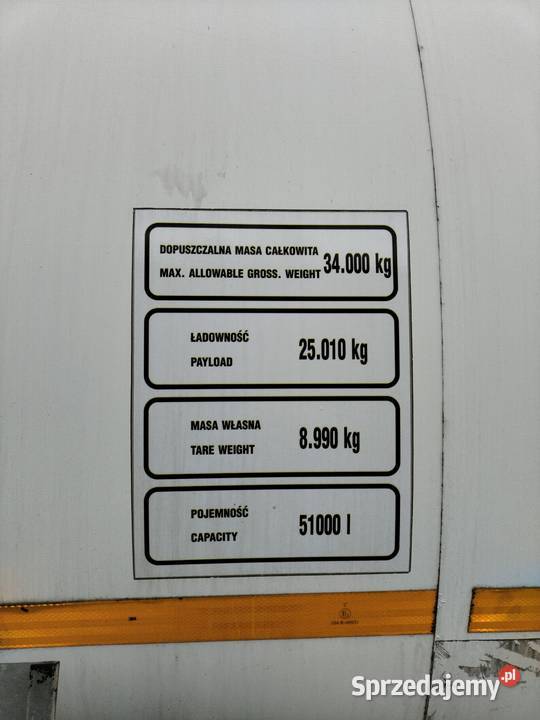 DOPUSZCZALNA MASA CAŁKOWITA
MAX. ALLOWABLE GROSS. WEIGHT
34.000 kg
ŁADOWNOŚĆ
PAYLOAD
25.010 kg
MASA WŁASNA
TARE WEIGHT
8.990 kg
POJEMNOŚĆ
CAPACITY
51000 l
Sprzedajemy.pl